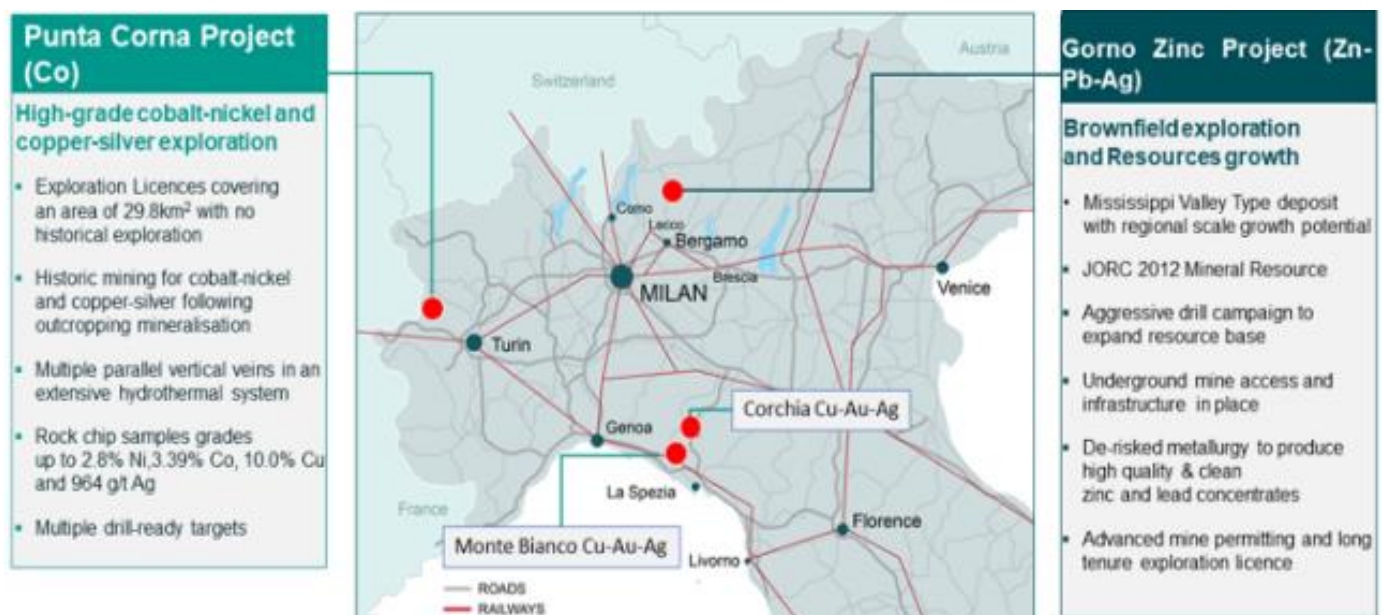 Punta Corna Project
(Co)
High-grade cobalt-nickel and
copper-silver exploration
▪ Exploration Licences covering
an area of 29.8km² with no
historical exploration
▪ Historic mining for cobalt-nickel
and copper-silver following
outcropping mineralisation
▪ Multiple parallel vertical veins in an
extensive hydrothermal system
▪ Rock chip samples grades
up to 2.8% Ni,3.39% Co, 10.0% Cu
and 964 g/t Ag
▪ Multiple drill-ready targets
Austria
Switzerland
Como
Lecco
Bergamo
Brescia
MILAN
Venice
Turin
Corchia Cu-Au-Ag
Genoa
La Spezia
France
Florence
Monte Bianco Cu-Au-Ag
Livorno
ROADS
RAILWAYS
Gorno Zinc Project (Zn-
Pb-Ag)
Brownfield exploration
and Resources growth
• Mississippi Valley Type deposit
with regional scale growth potential
▪ JORC 2012 Mineral Resource
▪ Aggressive drill campaign to
expand resource base
▪ Underground mine access and
infrastructure in place
▪ De-risked metallurgy to produce
high quality & clean
zinc and lead concentrates
▪ Advanced mine permitting and long
tenure exploration licence